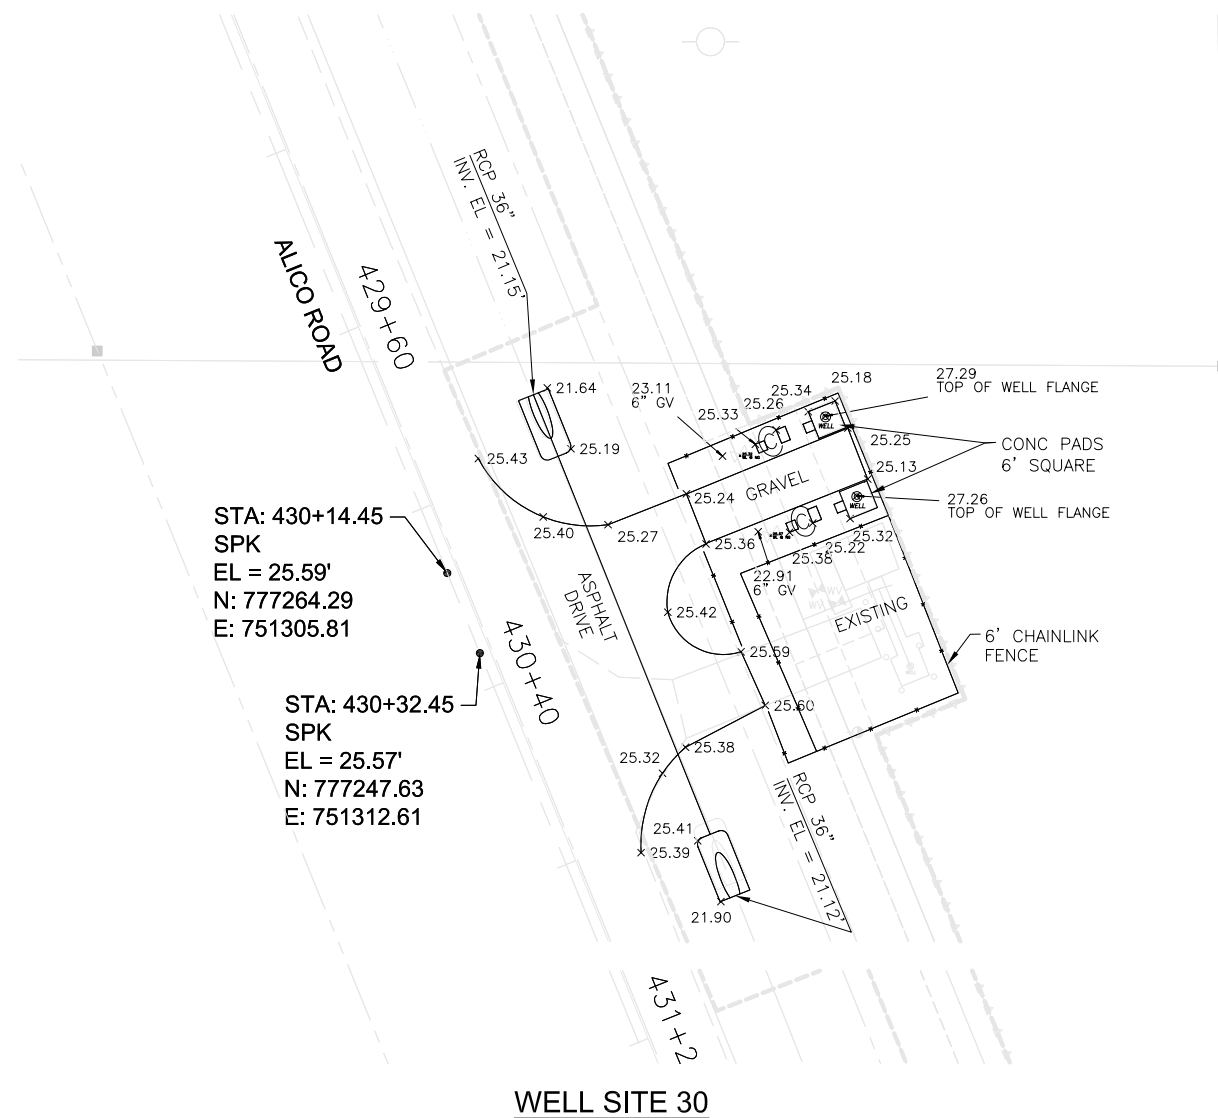 RCP 36"
INV. EL = 21.15'
ALICO ROAD
429+60
21.64
23.11
6" GV
25.33
25.26
25.34
25.18
27.29
TOP OF WELL FLANGE
WELL
25.43
25.19
25.25
CONC PADS
6' SQUARE
25.13
GRAVEL
25.24
27.26
TOP OF WELL FLANGE
WELL
STA: 430+14.45
SPK
EL = 25.59'
N: 777264.29
E: 751305.81
25.40
25.27
25.36
25.38
25.22
25.32
22.91
6" GV
ASPHALT
DRIVE
WV
WV
25.42
EXISTING
430+40
25.59
6' CHAINLINK
FENCE
STA: 430+32.45
SPK
EL = 25.57'
N: 777247.63
E: 751312.61
25.60
25.38
25.32
RCP 36"
INV. EL = 21.12'
25.41
25.39
21.90
431+2
WELL SITE 30